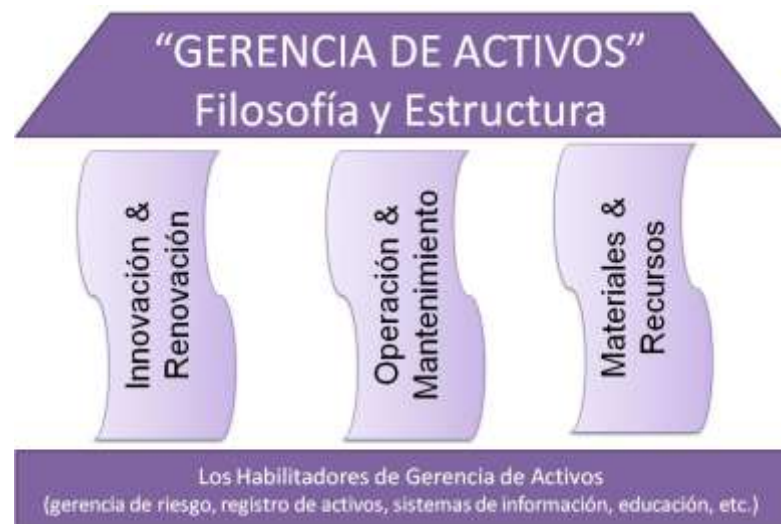 “GERENCIA DE ACTIVOS”
Filosofía y Estructura
Innovación &
Renovación
Operación &
Mantenimiento
Materiales &
Recursos
Los Habilitadores de Gerencia de Activos
(gerencia de riesgo, registro de activos, sistemas de información, educación, etc.)